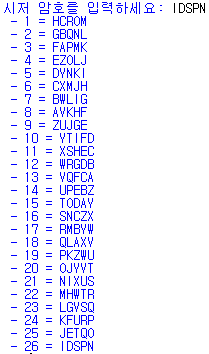 시저 암호를 입력하세요: IDSPN
- 1 = HCROM
- 2 = GBQNL
- 3 = FAPMK
- 4 = EZOLJ
- 5 = DYNKI
- 6 = CXMJH
- 7 = BWLIG
- 8 = AVKHF
- 9 = ZUJGE
- 10 = YTIFD
- 11 = XSHEC
- 12 = WRGDB
- 13 = VQFCA
- 14 = UPEBZ
- 15 = TODAY
- 16 = SNCZX
- 17 = RMBYW
- 18 = QLAXV
- 19 = PKZWU
- 20 = OJYVT
- 21 = NIXUS
- 22 = MHWTR
- 23 = LGVSQ
- 24 = KFURP
- 25 = JETQO
- 26 = IDSPN